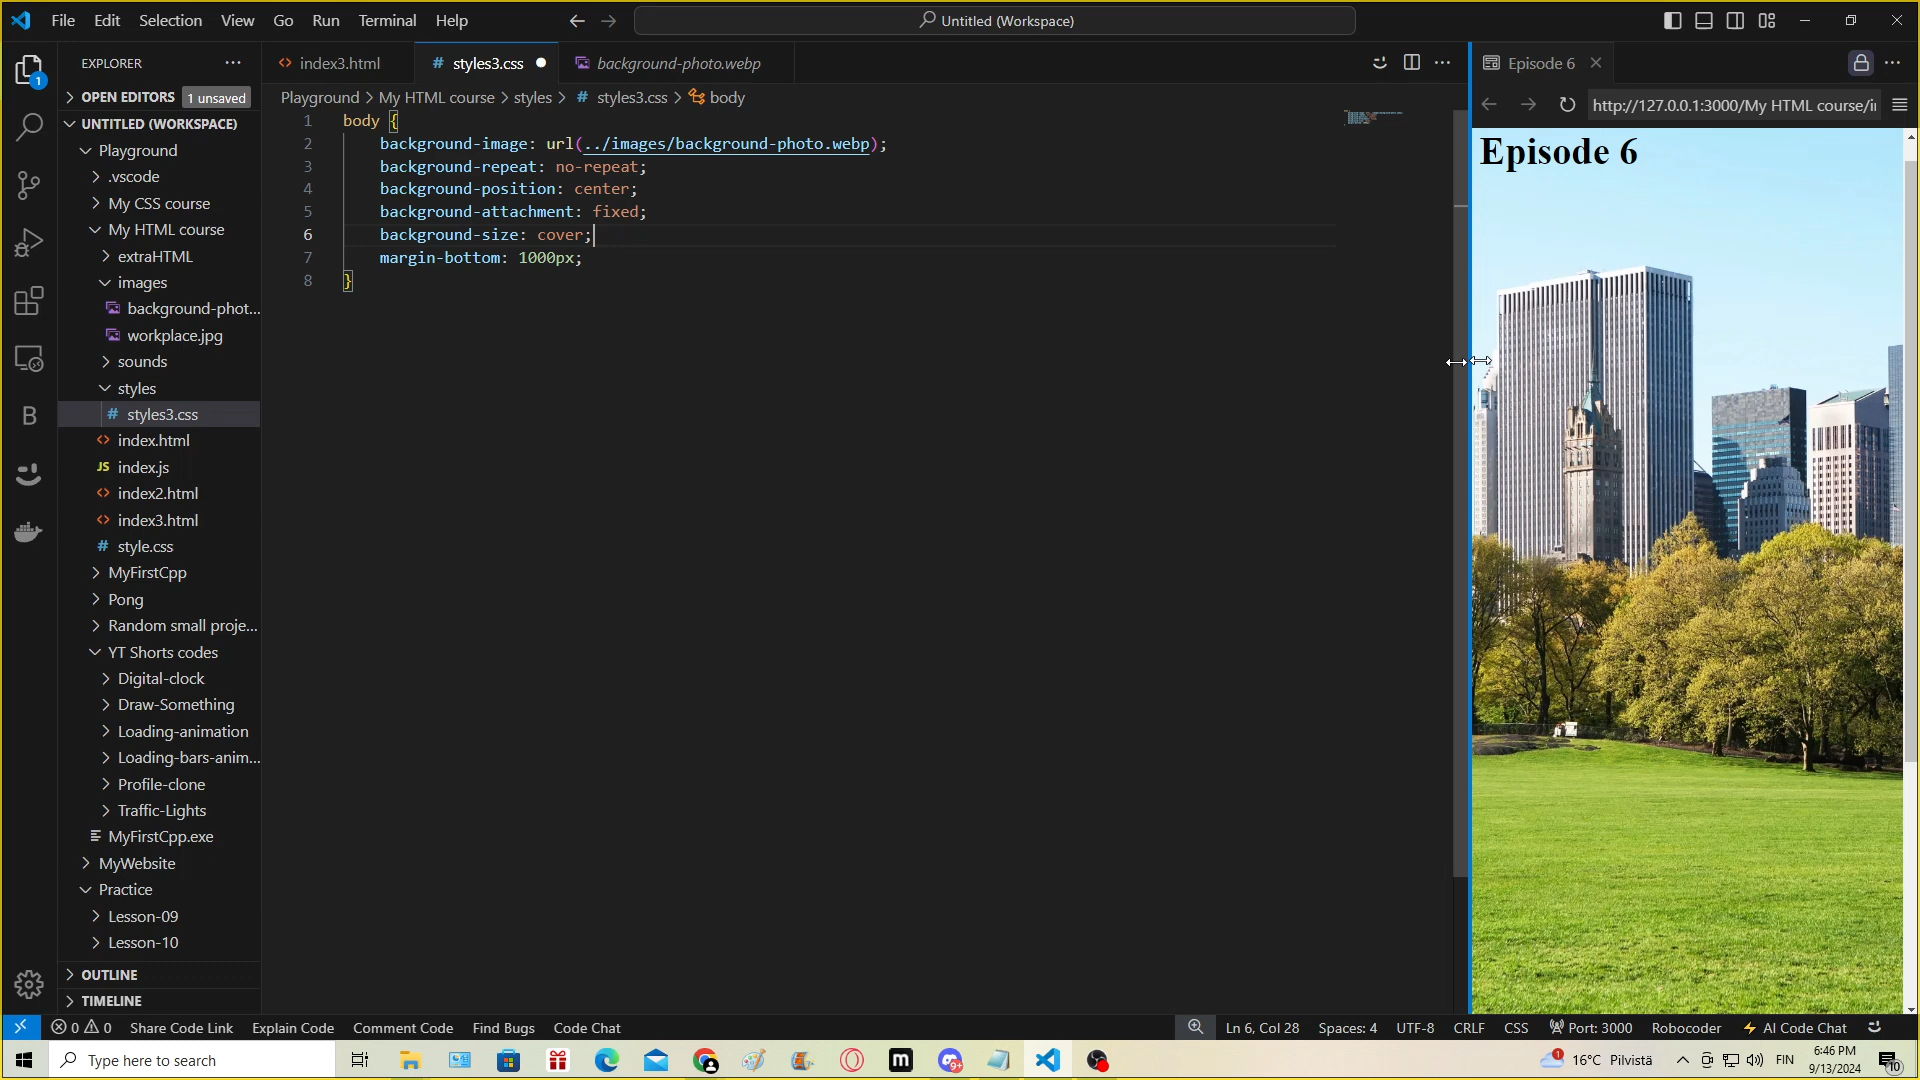 File Edit Selection View Go Run Terminal Help
Untitled (Workspace)
EXPLORER
OPEN EDITORS 1 unsaved
UNTITLED (WORKSPACE)
Playground
.vscode
My CSS course
My HTML course
extraHTML
images
background-phot...
workplace.jpg
sounds
styles
styles3.css
index.html
JS index.js
index2.html
index3.html
style.css
MyFirstCpp
Pong
Random small proje...
YT Shorts codes
Digital-clock
Draw-Something
Loading-animation
Loading-bars-anim...
Profile-clone
Traffic-Lights
MyFirstCpp.exe
MyWebsite
Practice
Lesson-09
Lesson-10
OUTLINE
TIMELINE
index3.html
# styles3.css
background-photo.webp
Playground > My HTML course > styles > # styles3.css > body
1 body {
2 background-image: url(../images/background-photo.webp);
3 background-repeat: no-repeat;
4 background-position: center;
5 background-attachment: fixed;
6 background-size: cover;
7 margin-bottom: 1000px;
8 }
Episode 6
http://127.0.0.1:3000/My HTML course/i
Episode 6
0 0 Share Code Link Explain Code Comment Code Find Bugs Code Chat
Ln 6, Col 28 Spaces: 4 UTF-8 CRLF CSS Port: 3000 Robocoder AI Code Chat
Type here to search
16°C Pilvistä
FIN
6:46 PM
9/13/2024
10